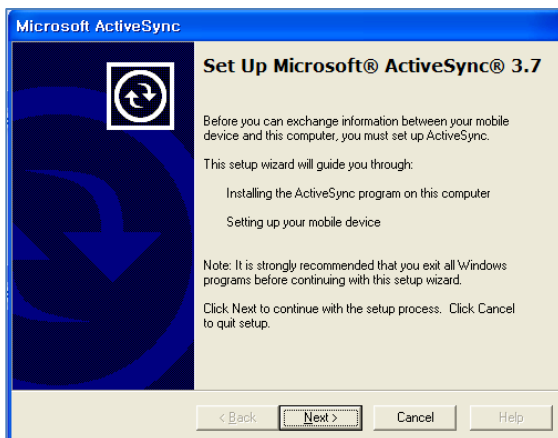 Microsoft ActiveSync
Set Up Microsoft® ActiveSync® 3.7
Before you can exchange information between your mobile
device and this computer, you must set up ActiveSync.
This setup wizard will guide you through:
Installing the ActiveSync program on this computer
Setting up your mobile device
Note: It is strongly recommended that you exit all Windows
programs before continuing with this setup wizard.
Click Next to continue with the setup process. Click Cancel
to quit setup.
< Back Next > Cancel Help